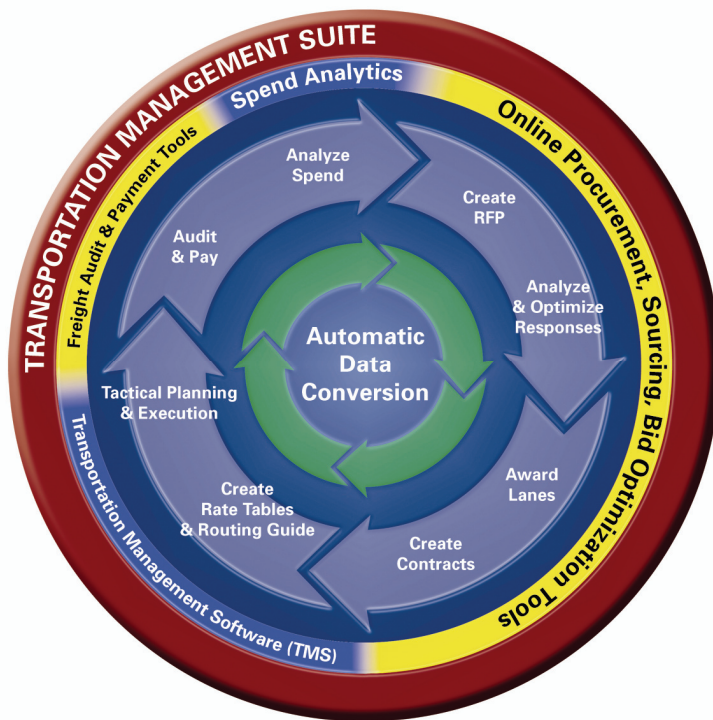 TRANSPORTATION MANAGEMENT SUITE
Spend Analytics
Online Procurement, Sourcing, Bid Optimization Tools
Transportation Management Software (TMS)
Freight Audit & Payment Tools
Analyze
Spend
Create
RFP
Analyze
& Optimize
Responses
Award
Lanes
Create
Contracts
Create
Rate Tables
& Routing Guide
Tactical Planning
& Execution
Audit
& Pay
Automatic
Data
Conversion